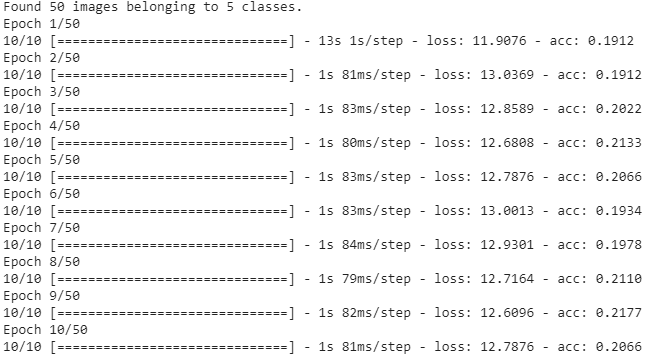 Found 50 images belonging to 5 classes.
Epoch 1/50
10/10 [==============================] - 13s 1s/step - loss: 11.9076 - acc: 0.1912
Epoch 2/50
10/10 [==============================] - 1s 81ms/step - loss: 13.0369 - acc: 0.1912
Epoch 3/50
10/10 [==============================] - 1s 83ms/step - loss: 12.8589 - acc: 0.2022
Epoch 4/50
10/10 [==============================] - 1s 80ms/step - loss: 12.6808 - acc: 0.2133
Epoch 5/50
10/10 [==============================] - 1s 83ms/step - loss: 12.7876 - acc: 0.2066
Epoch 6/50
10/10 [==============================] - 1s 83ms/step - loss: 13.0013 - acc: 0.1934
Epoch 7/50
10/10 [==============================] - 1s 84ms/step - loss: 12.9301 - acc: 0.1978
Epoch 8/50
10/10 [==============================] - 1s 79ms/step - loss: 12.7164 - acc: 0.2110
Epoch 9/50
10/10 [==============================] - 1s 82ms/step - loss: 12.6096 - acc: 0.2177
Epoch 10/50
10/10 [==============================] - 1s 81ms/step - loss: 12.7876 - acc: 0.2066